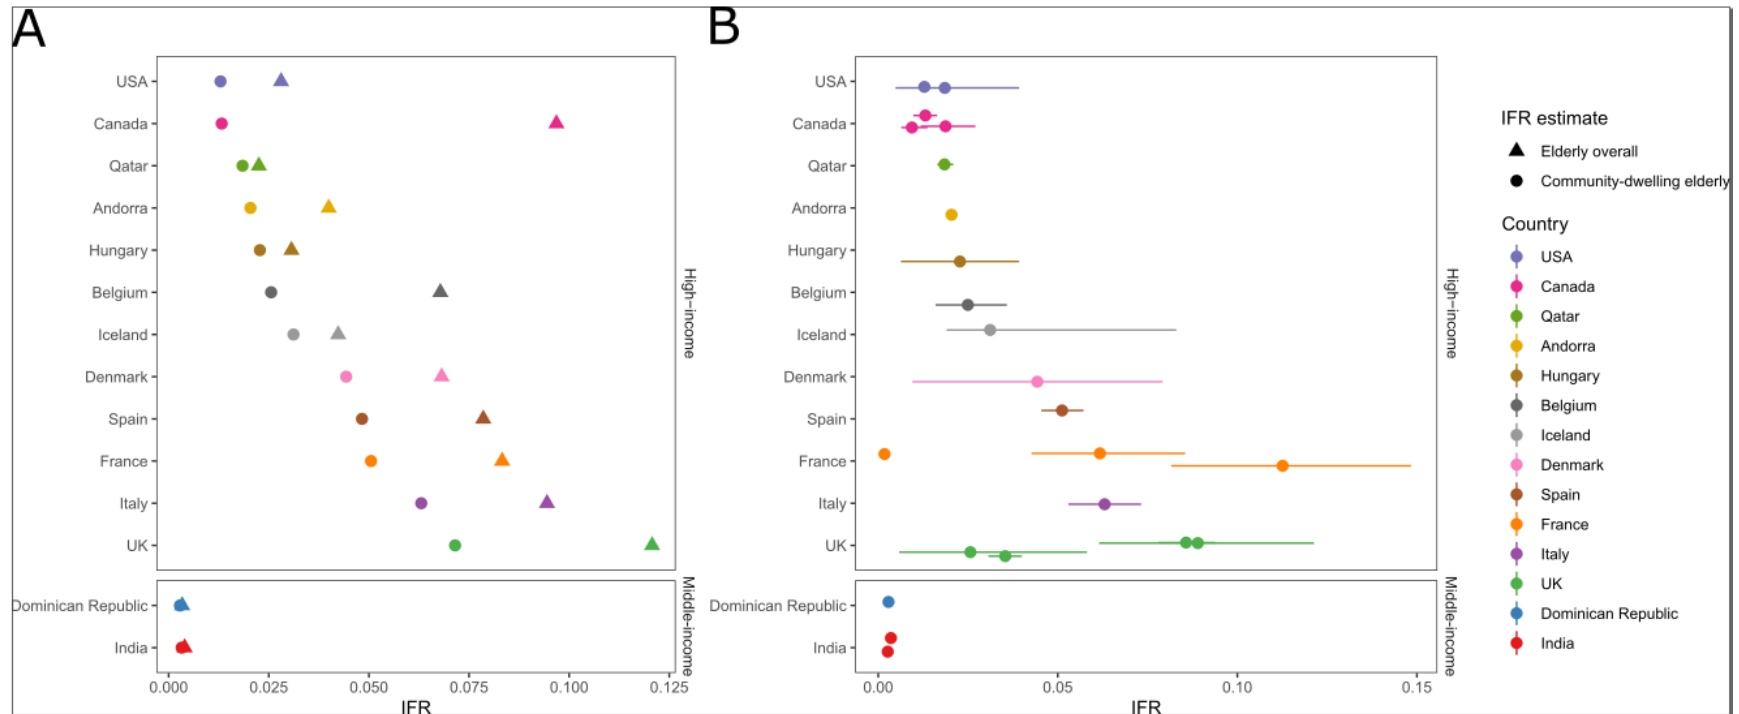 A
USA
Canada
Qatar
Andorra
Hungary
Belgium
Iceland
Denmark
Spain
France
Italy
UK
High−income
Dominican Republic
India
Middle-income
0.000 0.025 0.050 0.075 0.100 0.125
IFR
B
USA
Canada
Qatar
Andorra
Hungary
Belgium
Iceland
Denmark
Spain
France
Italy
UK
High−income
Dominican Republic
India
Middle-income
0.00 0.05 0.10 0.15
IFR
IFR estimate
Elderly overall
Community-dwelling elderly
Country
USA
Canada
Qatar
Andorra
Hungary
Belgium
Iceland
Denmark
Spain
France
Italy
UK
Dominican Republic
India